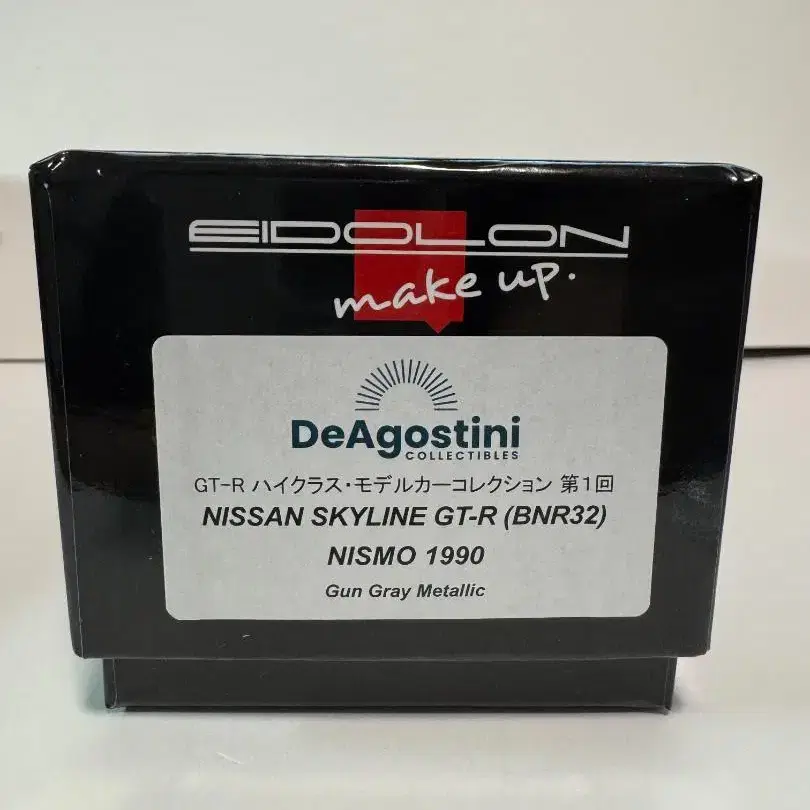 EIDOLON
make up.
DeAgostini
COLLECTIBLES
GT-R ハイクラス・モデルカーコレクション 第1回
NISSAN SKYLINE GT-R (BNR32)
NISMO 1990
Gun Gray Metallic